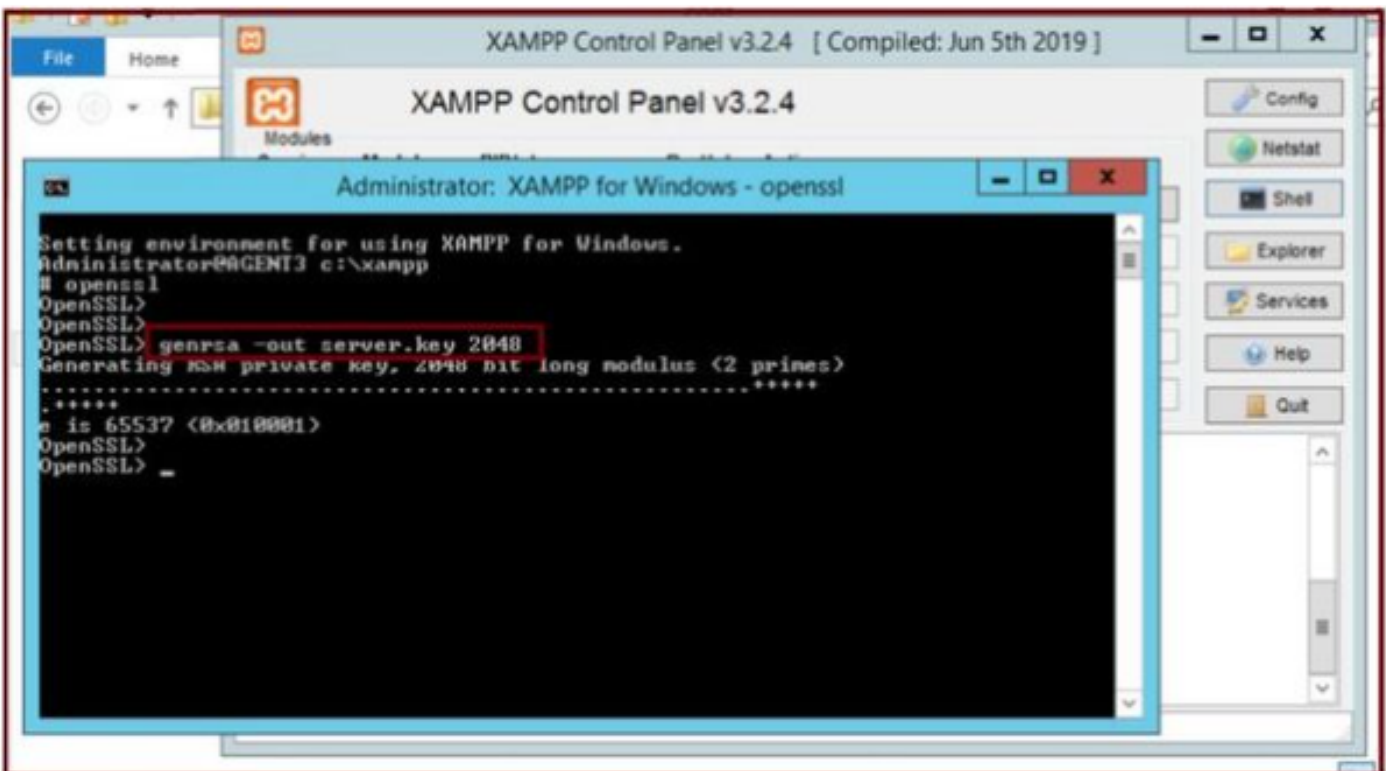 File Home
XAMPP Control Panel v3.2.4 [ Compiled: Jun 5th 2019 ]
XAMPP Control Panel v3.2.4
Modules
Config
Netstat
Shell
Explorer
Services
Help
Quit
Administrator: XAMPP for Windows - openssl
Setting environment for using XAMPP for Windows.
Administrator@AGENT3 c:\xampp
# openssl
OpenSSL>
OpenSSL>
OpenSSL> genrsa -out server.key 2048
Generating RSA private key, 2048 bit long modulus (2 primes)
...................................................................+++++
.+++++
e is 65537 (0x010001)
OpenSSL>
OpenSSL> _